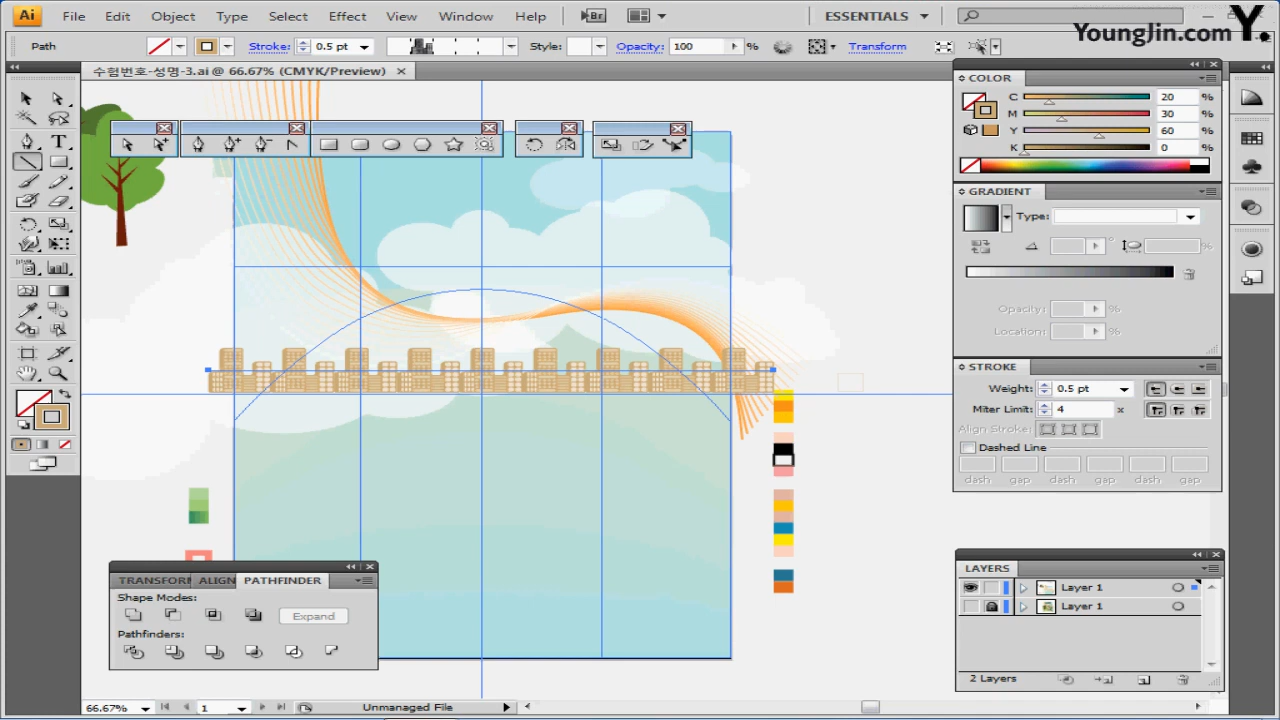 Ai File Edit Object Type Select Effect View Window Help Br ESSENTIALS
Y.
YoungJin.com
Path Stroke: 0.5 pt Style: Opacity: 100 % Transform
수험번호-성명-3.ai @ 66.67% (CMYK/Preview) ×
COLOR
C 20 %
M 30 %
Y 60 %
K 0 %
GRADIENT
Type:
°
%
Opacity: %
Location: %
STROKE
Weight: 0.5 pt
Miter Limit: 4 x
Align Stroke:
Dashed Line
dash gap dash gap dash gap
TRANSFORM ALIGN PATHFINDER
Shape Modes:
Expand
Pathfinders:
LAYERS
Layer 1
Layer 1
2 Layers
66.67% 1 Unmanaged File